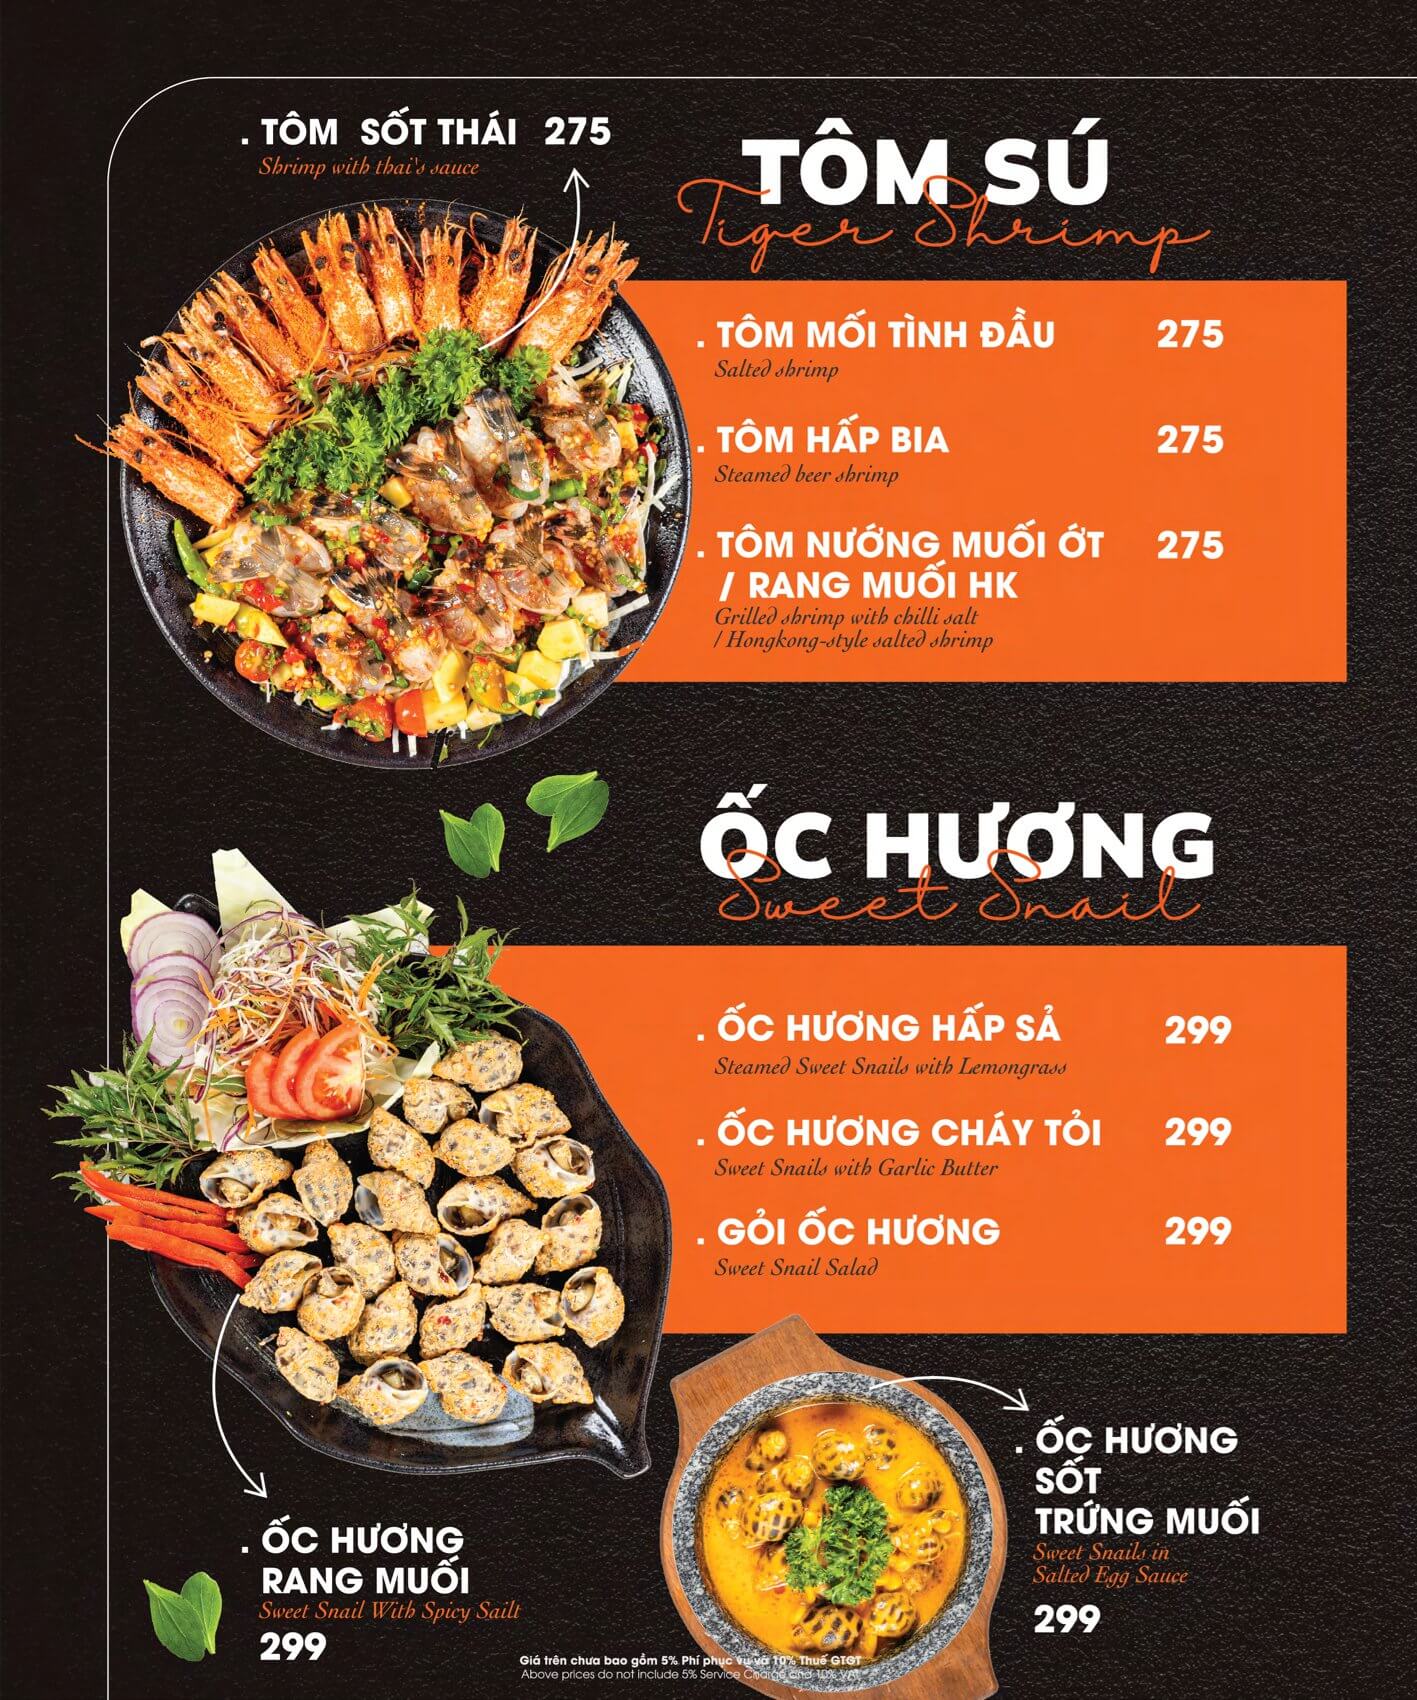 . TÔM SỐT THÁI 275
Shrimp with thai's sauce
TÔM SÚ
Tiger Shrimp
. TÔM MỐI TÌNH ĐẦU 275
Salted shrimp
. TÔM HẤP BIA 275
Steamed beer shrimp
. TÔM NƯỚNG MUỐI ỚT 275
/ RANG MUỐI HK
Grilled shrimp with chilli salt
/ Hongkong-style salted shrimp
ỐC HƯƠNG
Sweet Snail
. ỐC HƯƠNG HẤP SẢ 299
Steamed Sweet Snails with Lemongrass
. ỐC HƯƠNG CHÁY TỎI 299
Sweet Snails with Garlic Butter
. GỎI ỐC HƯƠNG 299
Sweet Snail Salad
. ỐC HƯƠNG
SỐT
TRỨNG MUỐI
Sweet Snails in
Salted Egg Sauce
299
. ỐC HƯƠNG
RANG MUỐI
Sweet Snail With Spicy Sailt
299
Giá trên chưa bao gồm 5% Phí phục vụ và 10% Thuế GTGT
Above prices do not include 5% Service Charge and 10% VAT